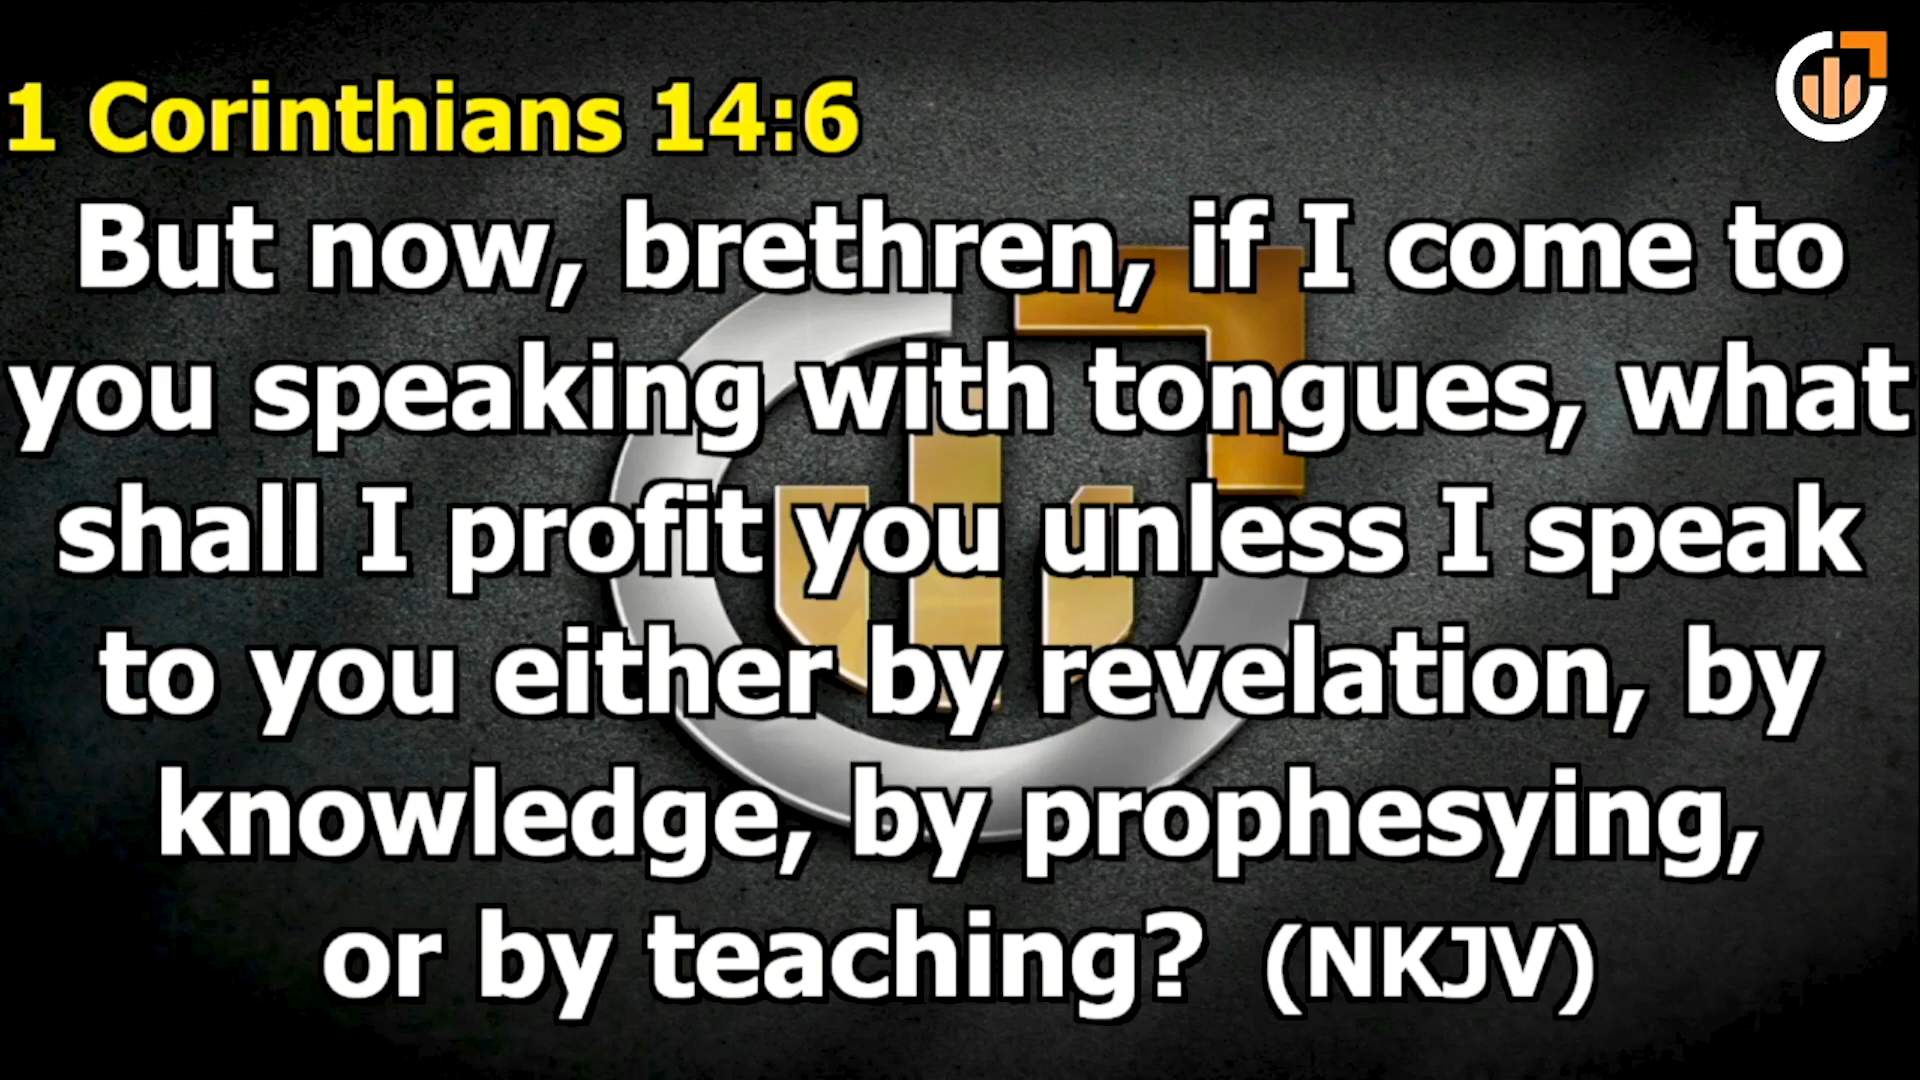 1 Corinthians 14:6
But now, brethren, if I come to
you speaking with tongues, what
shall I profit you unless I speak
to you either by revelation, by
knowledge, by prophesying,
or by teaching? (NKJV)